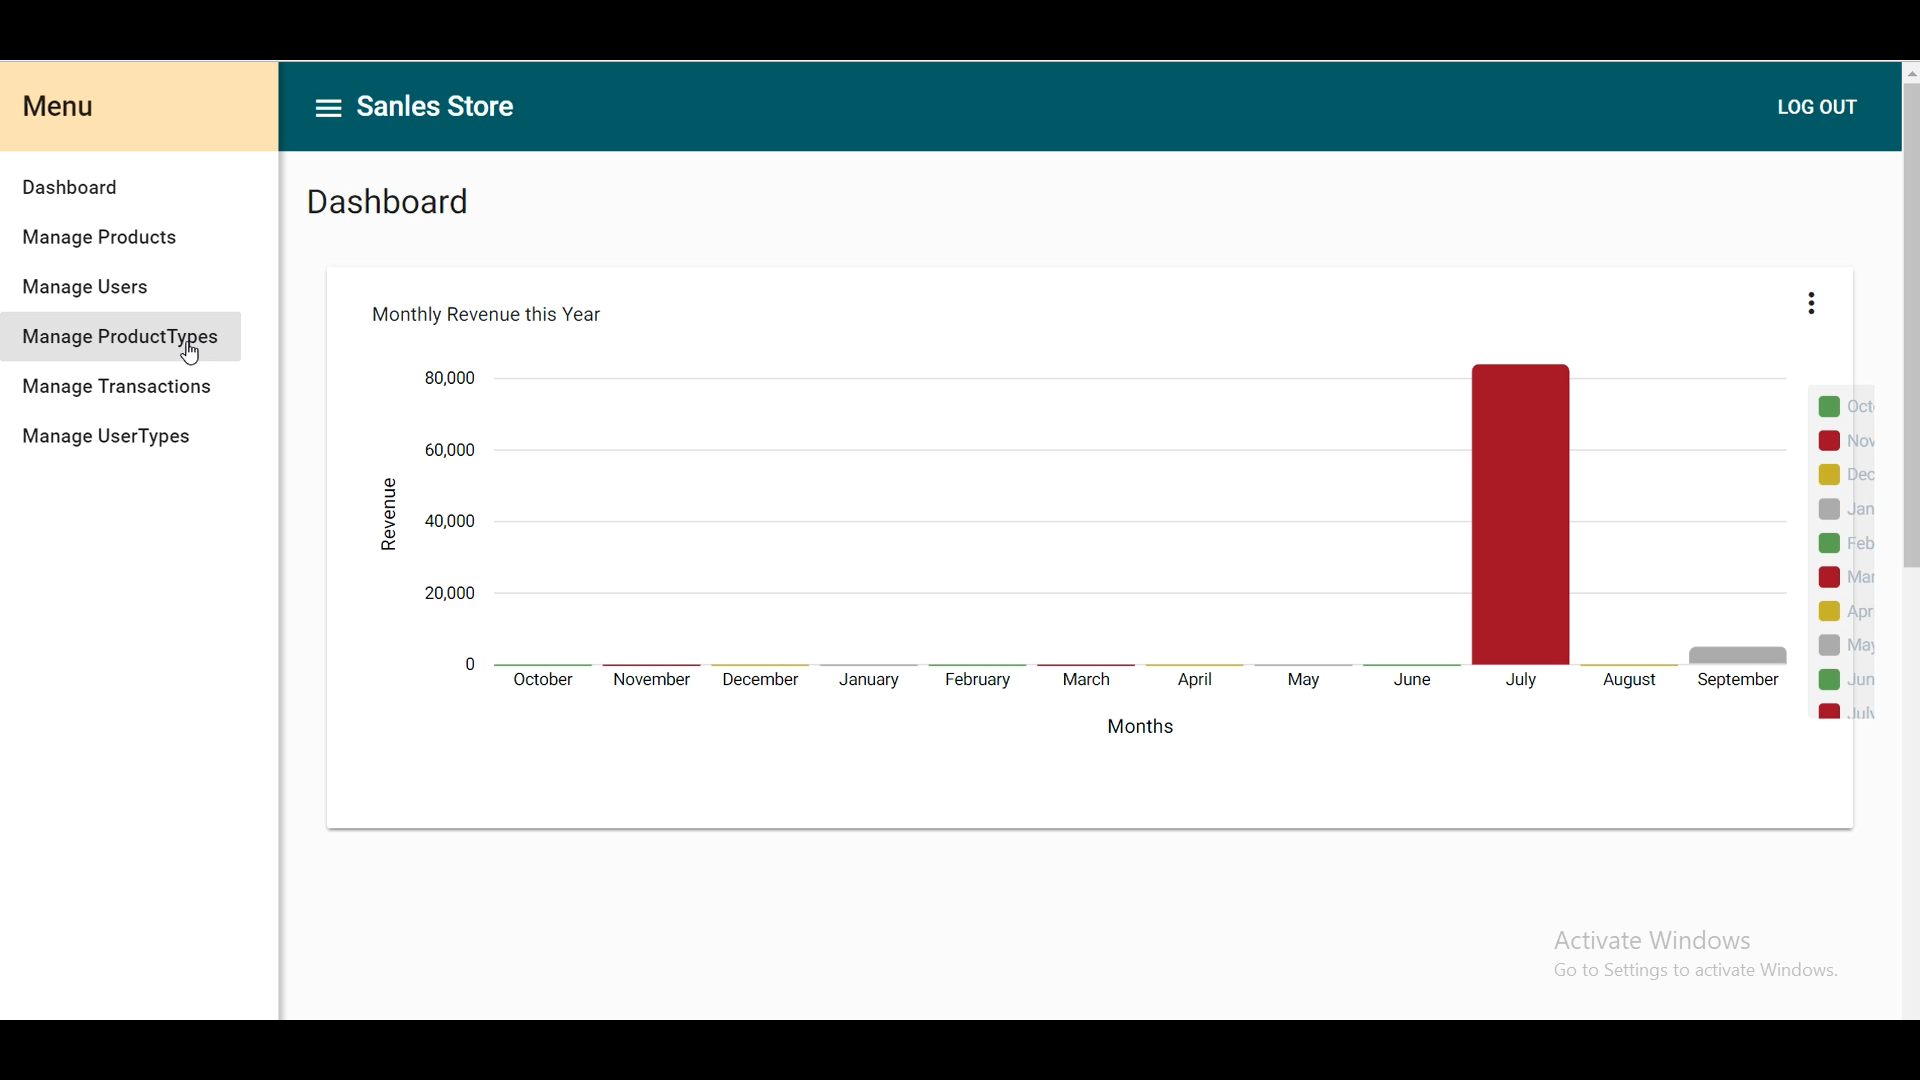 Menu
Sanles Store
LOG OUT
Dashboard
Manage Products
Manage Users
Manage ProductTypes
Manage Transactions
Manage UserTypes
Dashboard
Monthly Revenue this Year
80,000
60,000
40,000
20,000
0
Revenue
October November December January February March April May June July August September
Months
Oct
Nov
Dec
Jan
Feb
Mar
Apr
May
Jun
July
Activate Windows
Go to Settings to activate Windows.